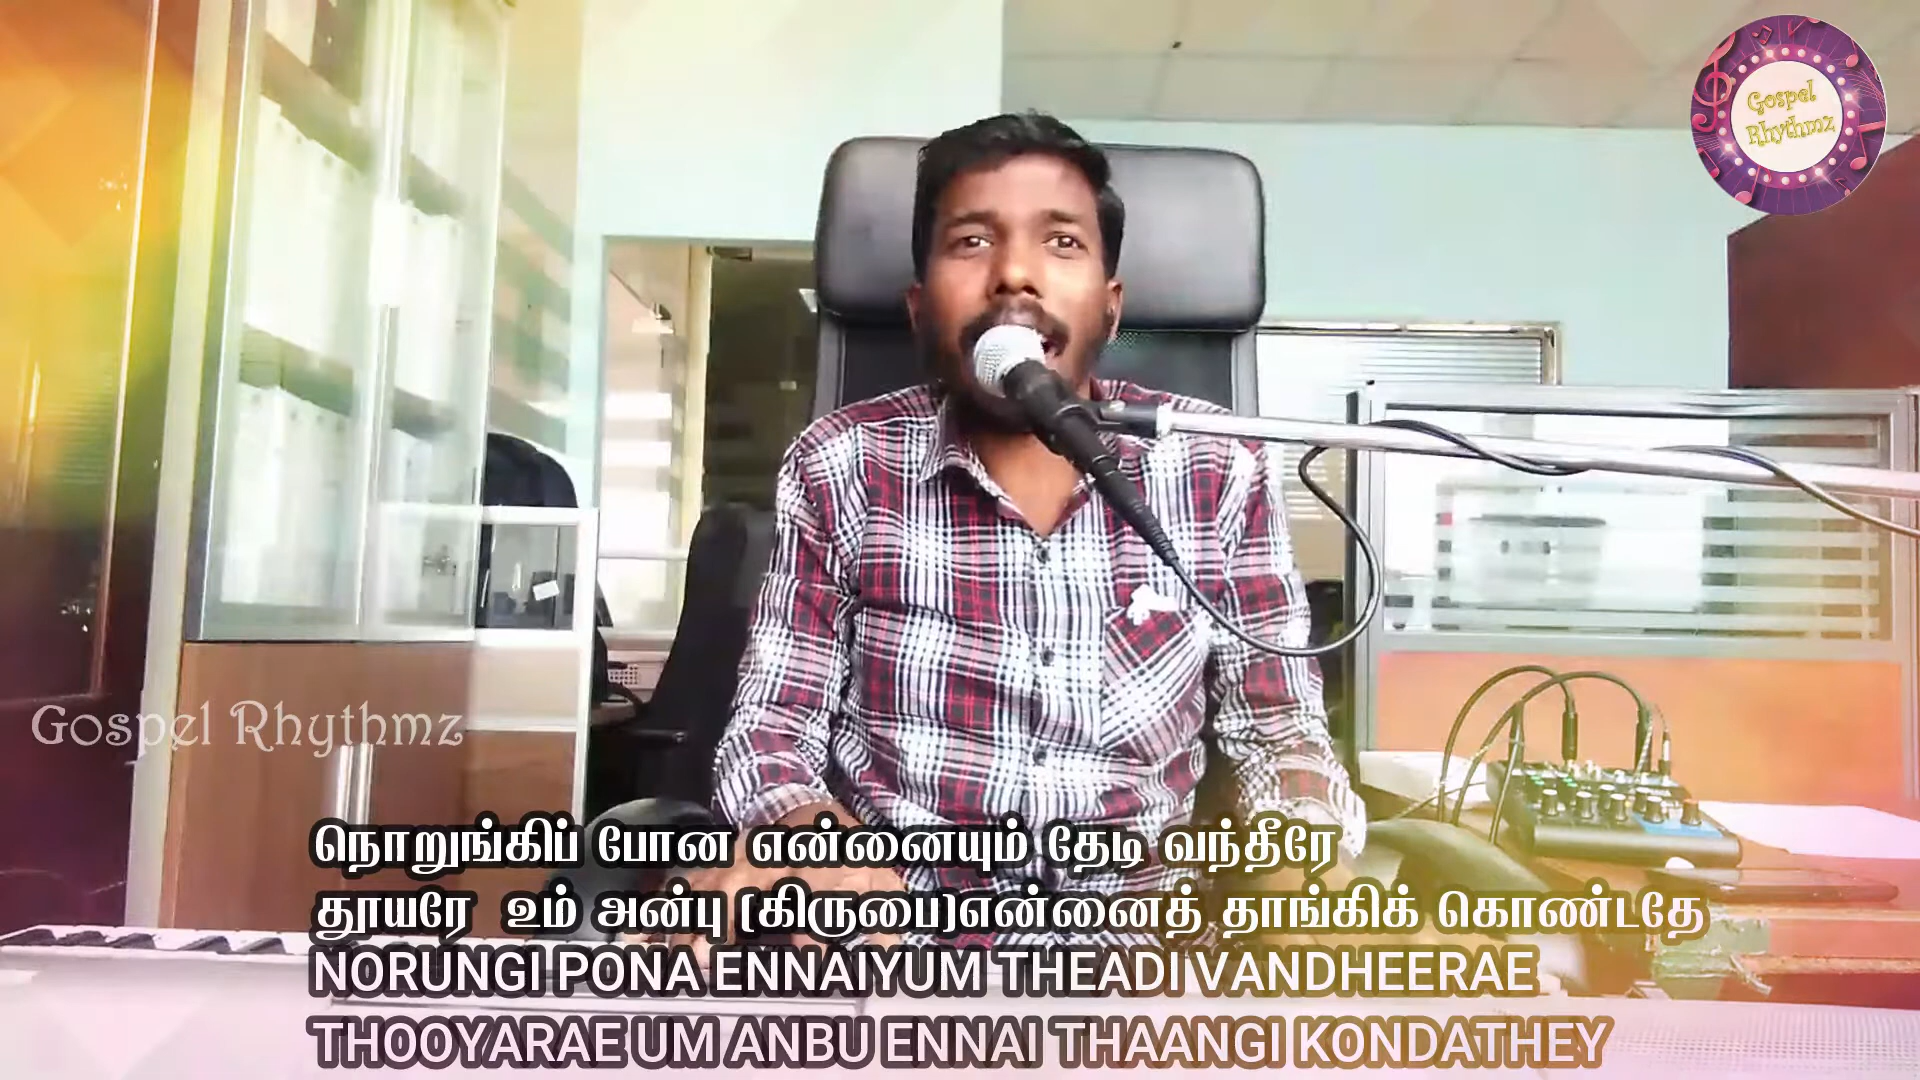 Gospel
Rhythmz
Gospel Rhythmz
நொறுங்கிப் போன என்னையும் தேடி வந்தீரே
தூயரே உம் அன்பு (கிருபை)என்னைத் தாங்கிக் கொண்டதே
NORUNGI PONA ENNAIYUM THEADI VANDHEERAE
THOOYARAE UM ANBU ENNAI THAANGI KONDATHEY